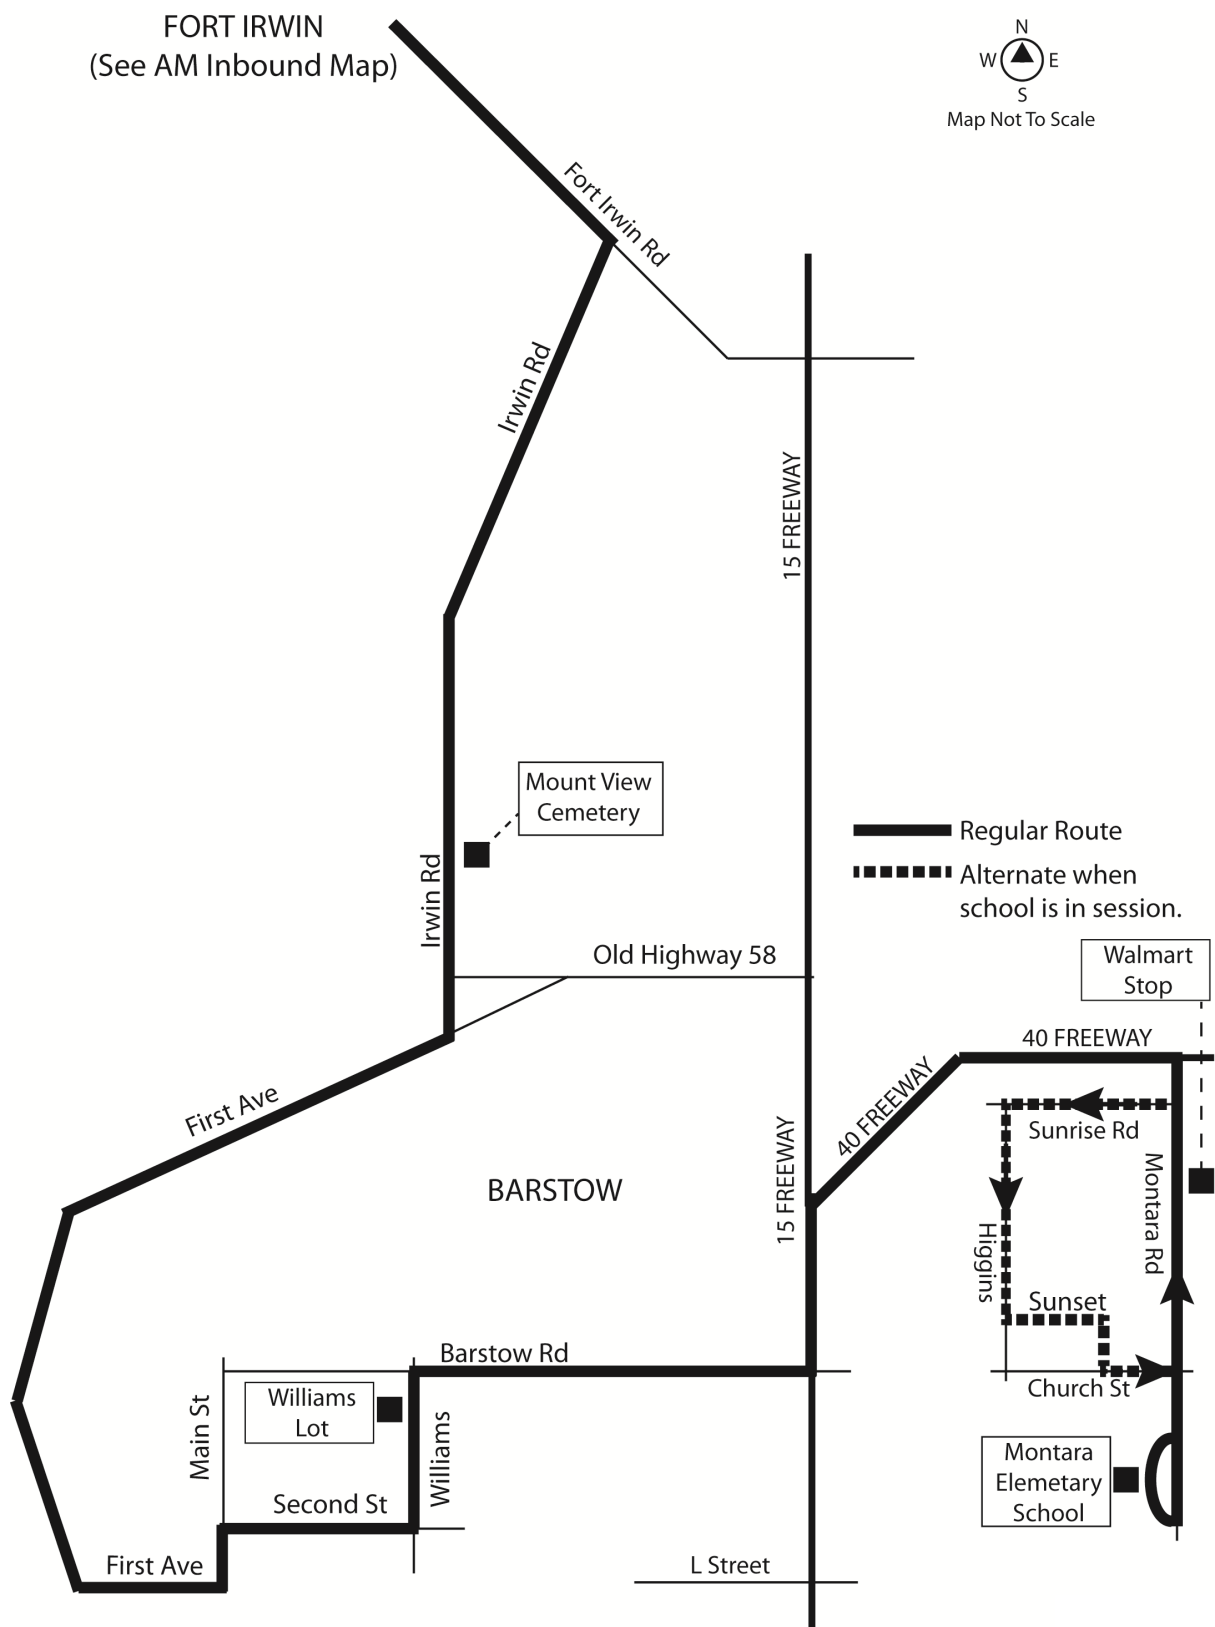 FORT IRWIN
(See AM Inbound Map)
N
W
E
S
Map Not To Scale
Fort Irwin Rd
Irwin Rd
15 FREEWAY
Mount View
Cemetery
Regular Route
Alternate when
school is in session.
Irwin Rd
Old Highway 58
Walmart
Stop
40 FREEWAY
40 FREEWAY
First Ave
Sunrise Rd
BARSTOW
15 FREEWAY
Montara Rd
Higgins
Sunset
Barstow Rd
Church St
Williams
Lot
Main St
Williams
Second St
Montara
Elemetary
School
First Ave
L Street